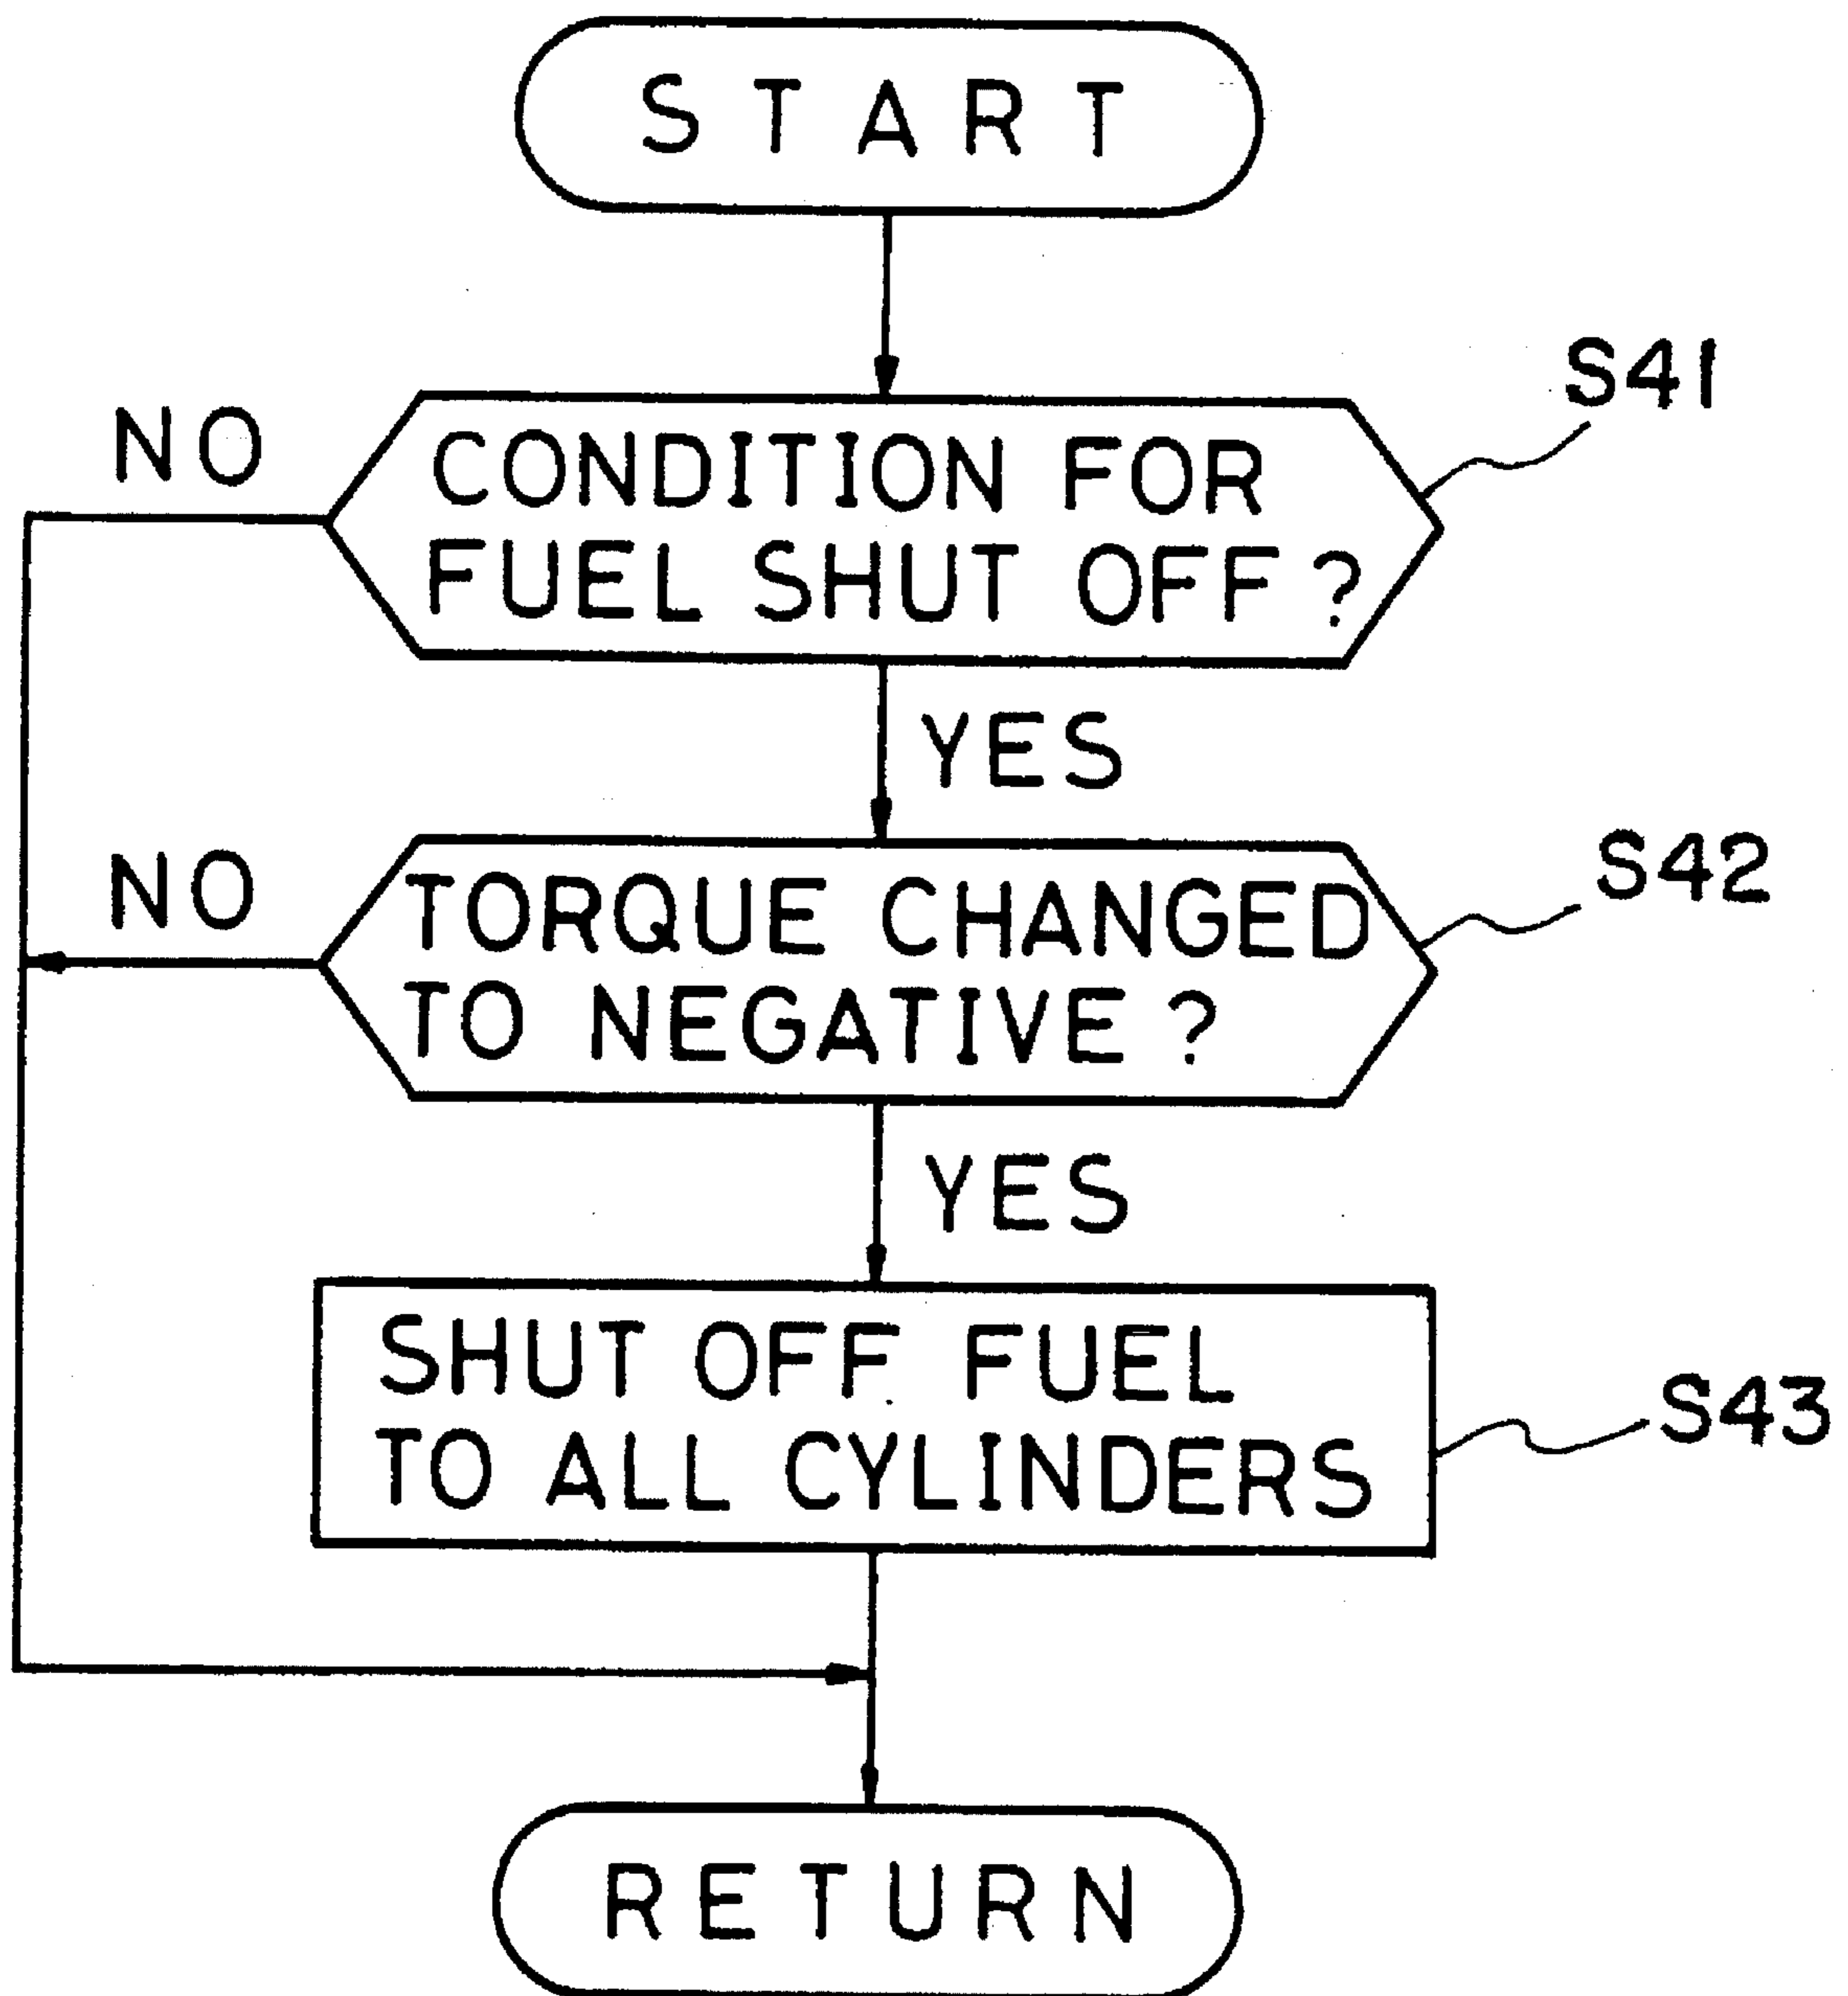 START
S41
NO
CONDITION FOR
FUEL SHUT OFF?
YES
S42
NO
TORQUE CHANGED
TO NEGATIVE?
YES
SHUT OFF FUEL
TO ALL CYLINDERS
S43
RETURN